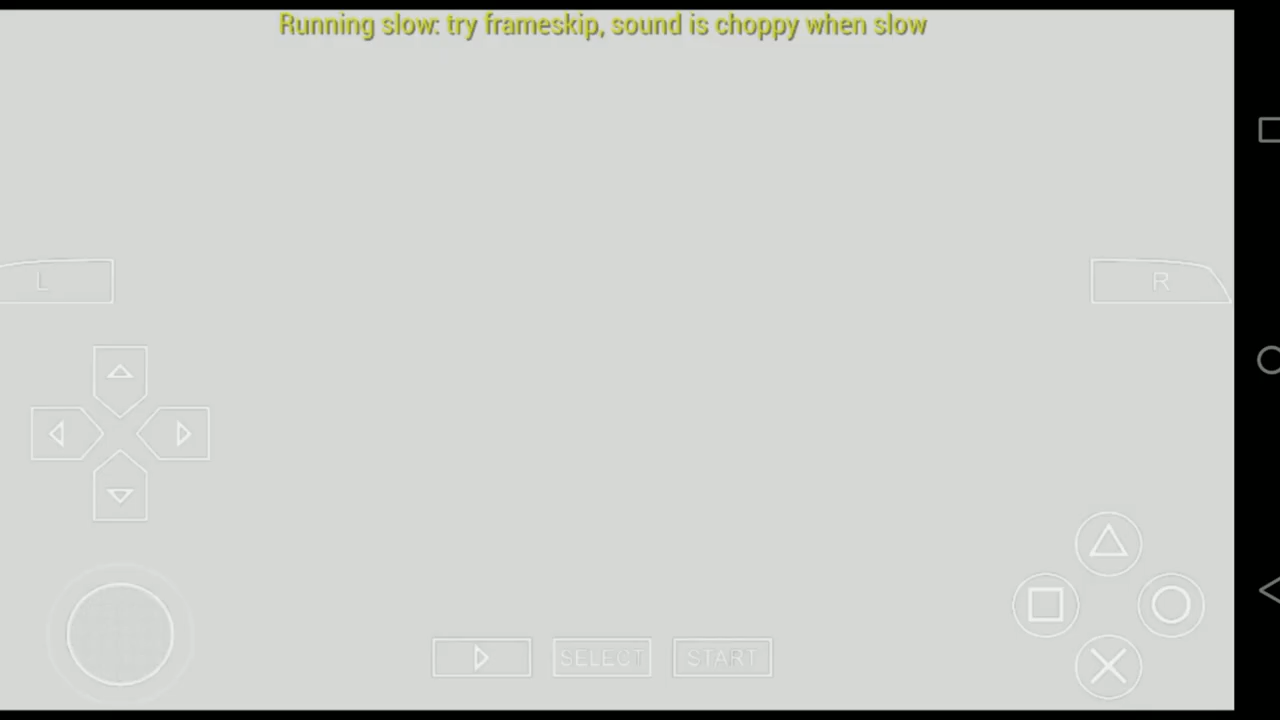 Running slow: try frameskip, sound is choppy when slow
L
R
SELECT
START